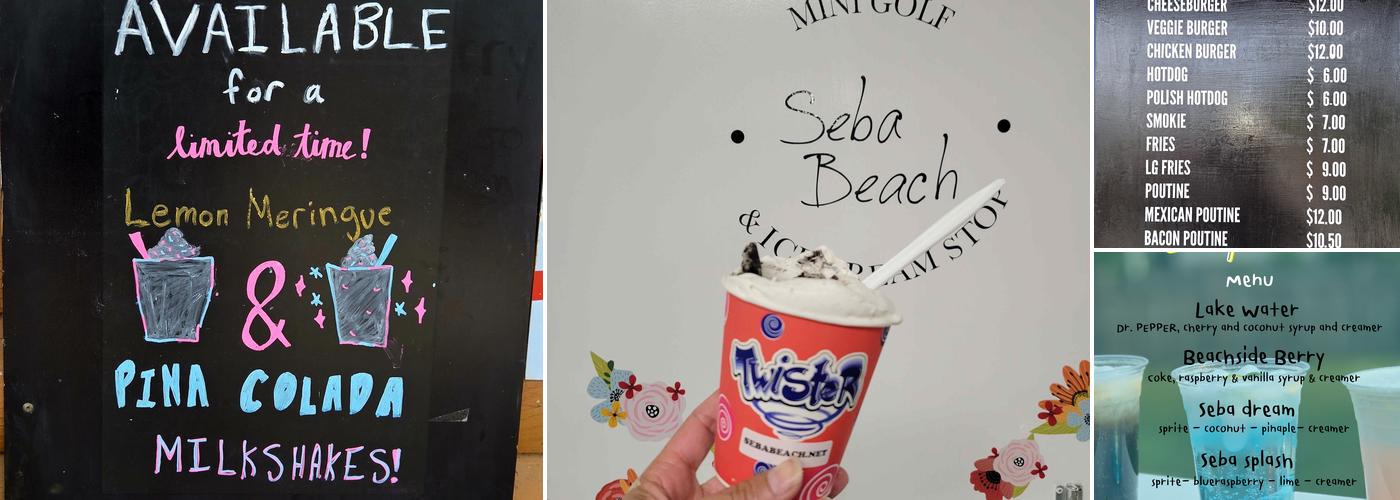 AVAILABLE
for a
limited time!
Lemon Meringue
&
PINA COLADA
MILKSHAKES!
MINI GOLF
Seba
Beach
& ICE CREAM STOP
TWISTER
SEBABEACH.NET
CHEESEBURGER $12.00
VEGGIE BURGER $10.00
CHICKEN BURGER $12.00
HOTDOG $ 6.00
POLISH HOTDOG $ 6.00
SMOKIE $ 7.00
FRIES $ 7.00
LG FRIES $ 9.00
POUTINE $ 9.00
MEXICAN POUTINE $12.00
BACON POUTINE $10.50
menu
Lake water
Dr. PEPPER, cherry and coconut syrup and creamer
Beachside Berry
coke, raspberry & vanilla syrup & creamer
Seba dream
sprite - coconut - pinaple - creamer
Seba splash
sprite - blueraspberry - lime - creamer